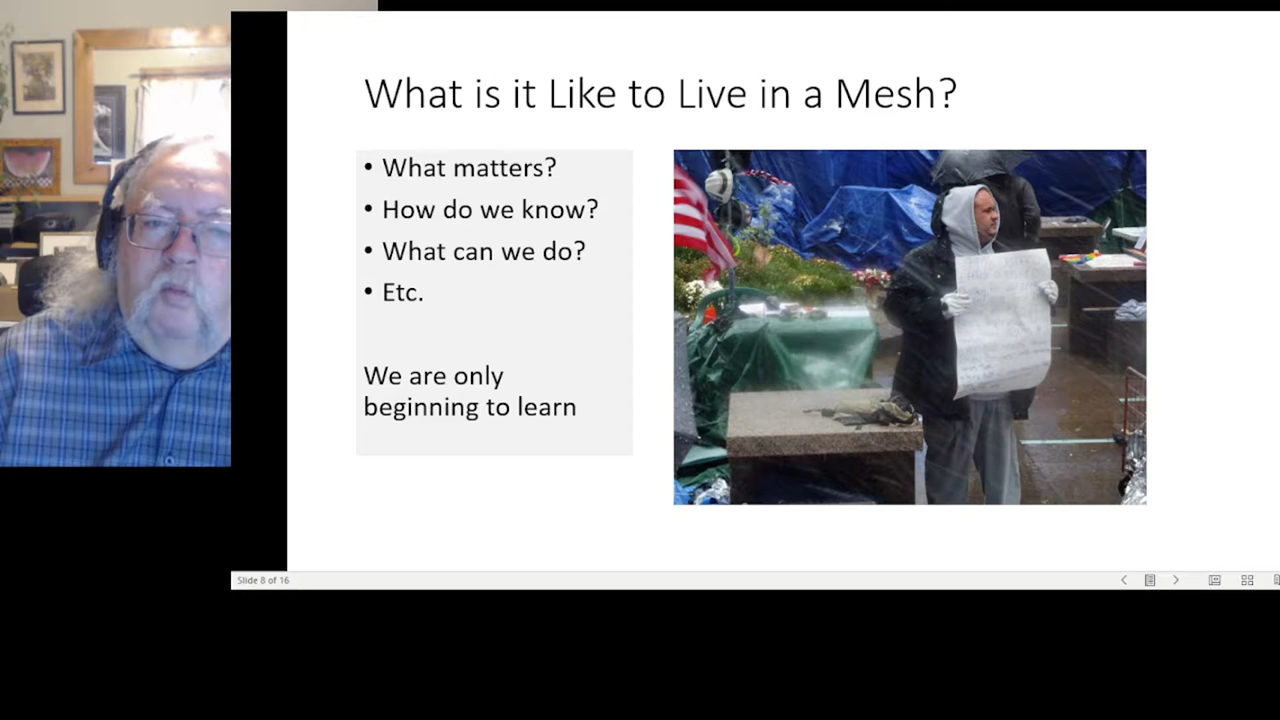 What is it Like to Live in a Mesh?
• What matters?
• How do we know?
• What can we do?
• Etc.
We are only
beginning to learn
Slide 8 of 16